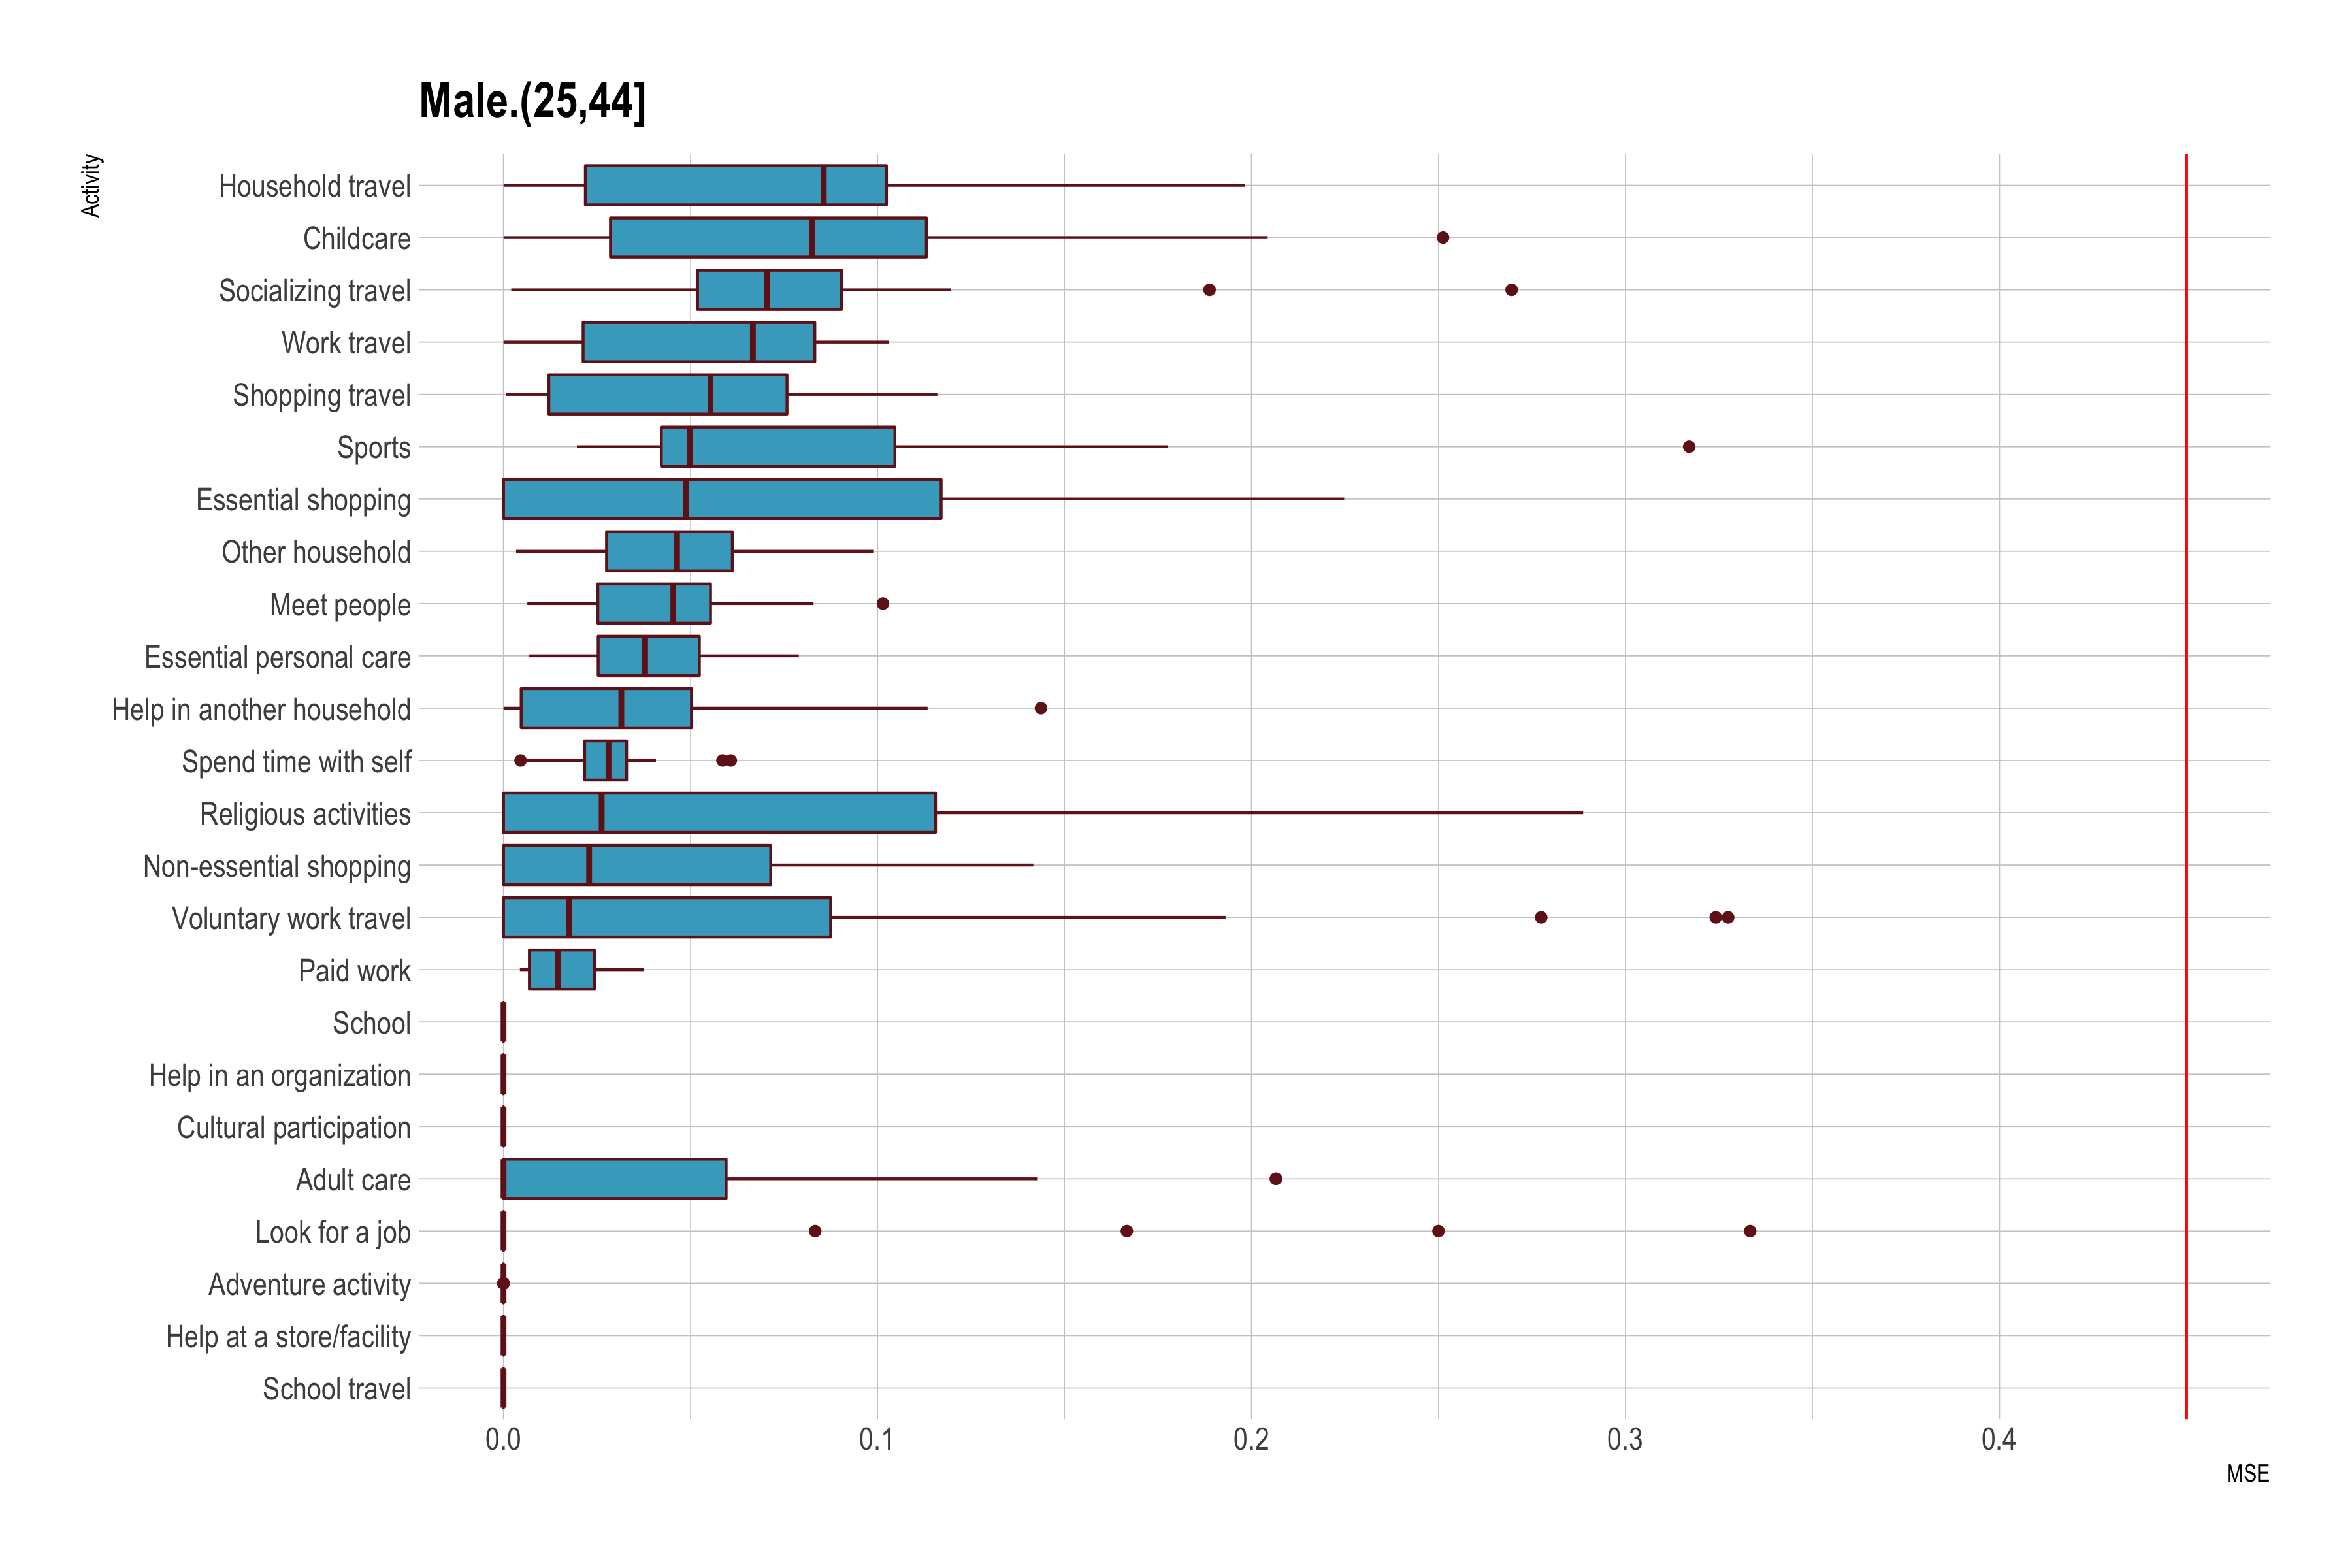 Male.(25,44]
Activity
Household travel
Childcare
Socializing travel
Work travel
Shopping travel
Sports
Essential shopping
Other household
Meet people
Essential personal care
Help in another household
Spend time with self
Religious activities
Non-essential shopping
Voluntary work travel
Paid work
School
Help in an organization
Cultural participation
Adult care
Look for a job
Adventure activity
Help at a store/facility
School travel
0.0 0.1 0.2 0.3 0.4
MSE